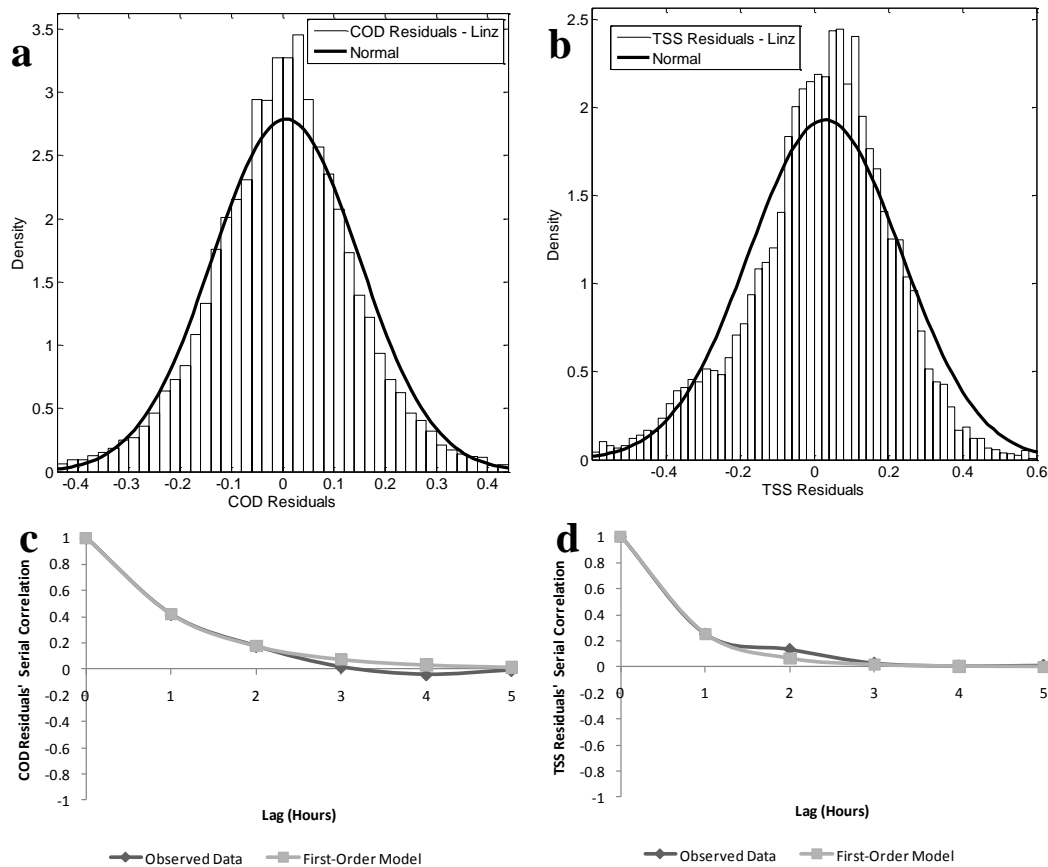 a
COD Residuals - Linz
Normal
3.5
3
2.5
2
1.5
1
0.5
0
Density
-0.4 -0.3 -0.2 -0.1 0 0.1 0.2 0.3 0.4
COD Residuals
b
TSS Residuals - Linz
Normal
2.5
2
1.5
1
0.5
0
Density
-0.4 -0.2 0 0.2 0.4 0.6
TSS Residuals
c
COD Residuals' Serial Correlation
1
0.8
0.6
0.4
0.2
0
-0.2
-0.4
-0.6
-0.8
-1
0 1 2 3 4 5
Lag (Hours)
Observed Data First-Order Model
d
TSS Residuals' Serial Correlation
1
0.8
0.6
0.4
0.2
0
-0.2
-0.4
-0.6
-0.8
-1
0 1 2 3 4 5
Lag (Hours)
Observed Data First-Order Model